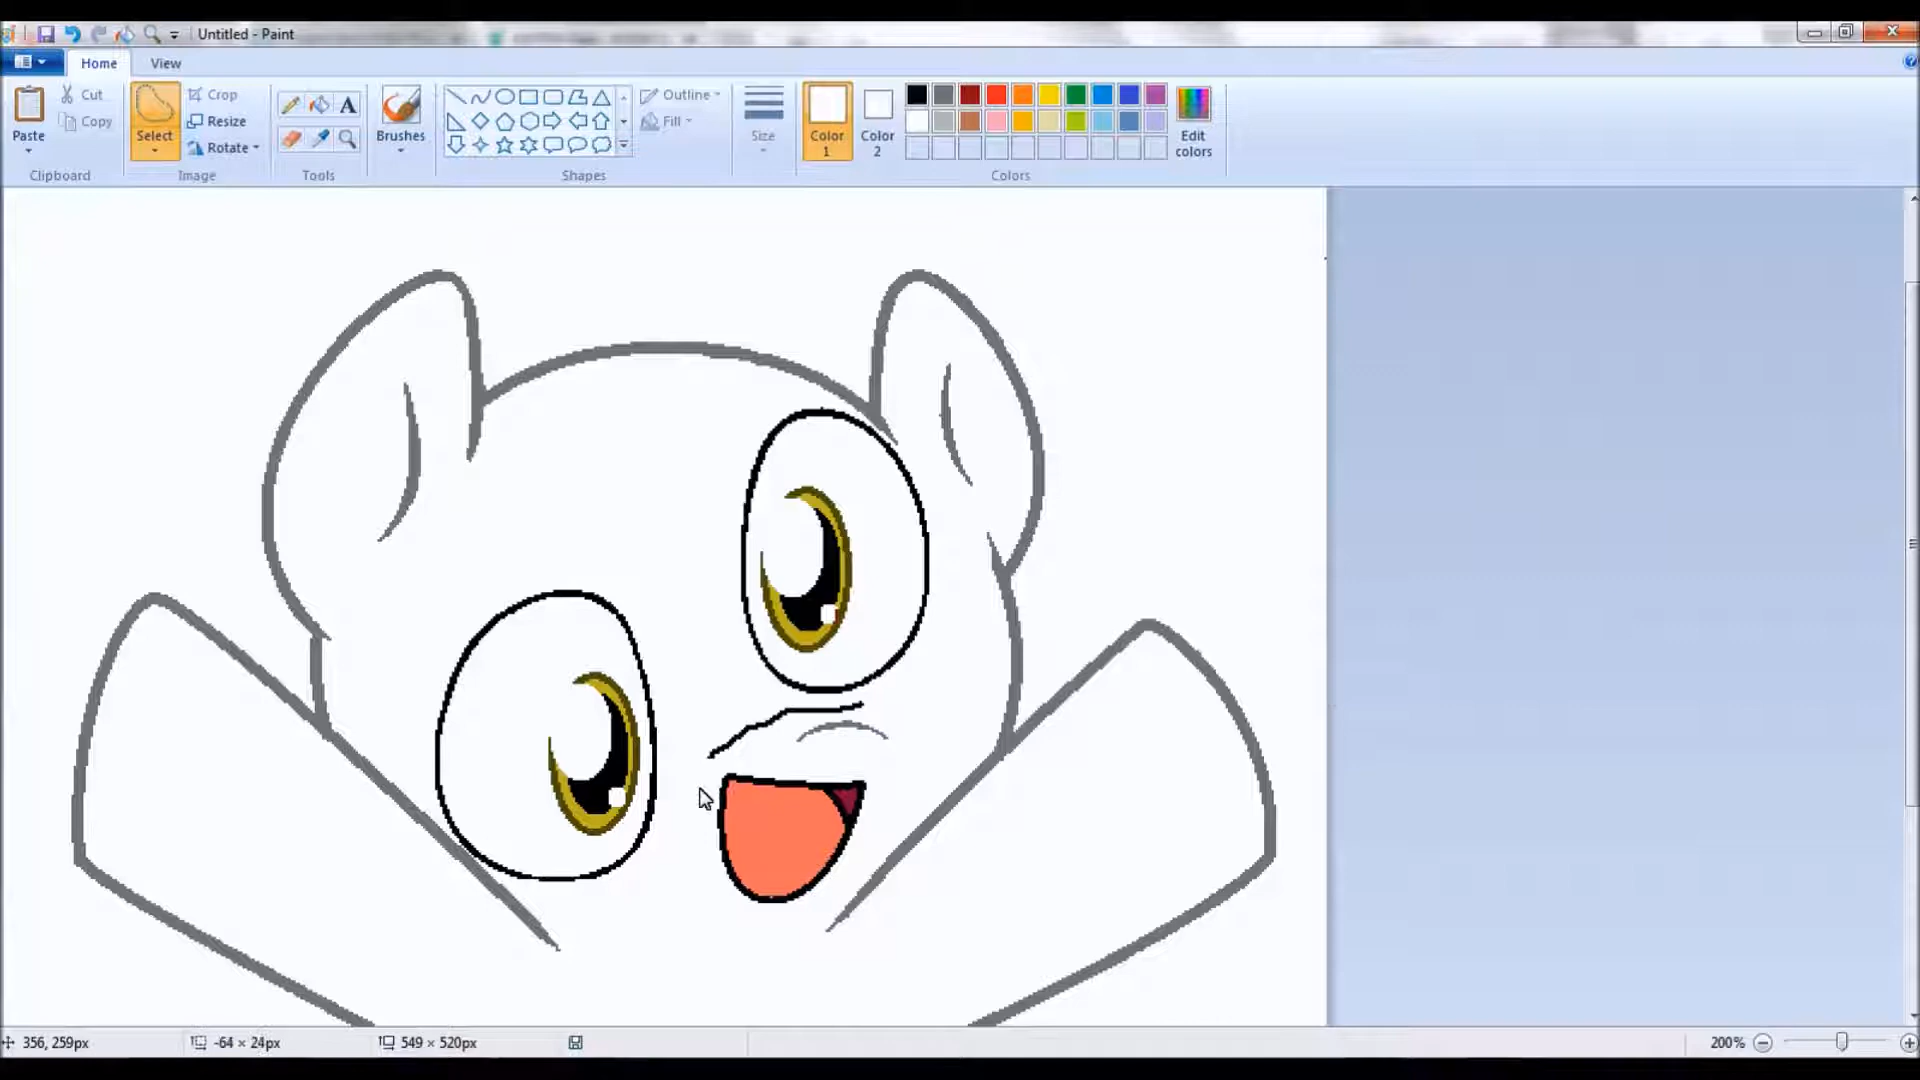 Untitled - Paint
Home View
Paste
Cut
Copy
Clipboard
Select
Crop
Resize
Rotate
Image
A
Tools
Brushes
Shapes
Outline
Fill
Size
Color 1
Color 2
Edit colors
Colors
356, 259px -64 × 24px 549 × 520px 200%